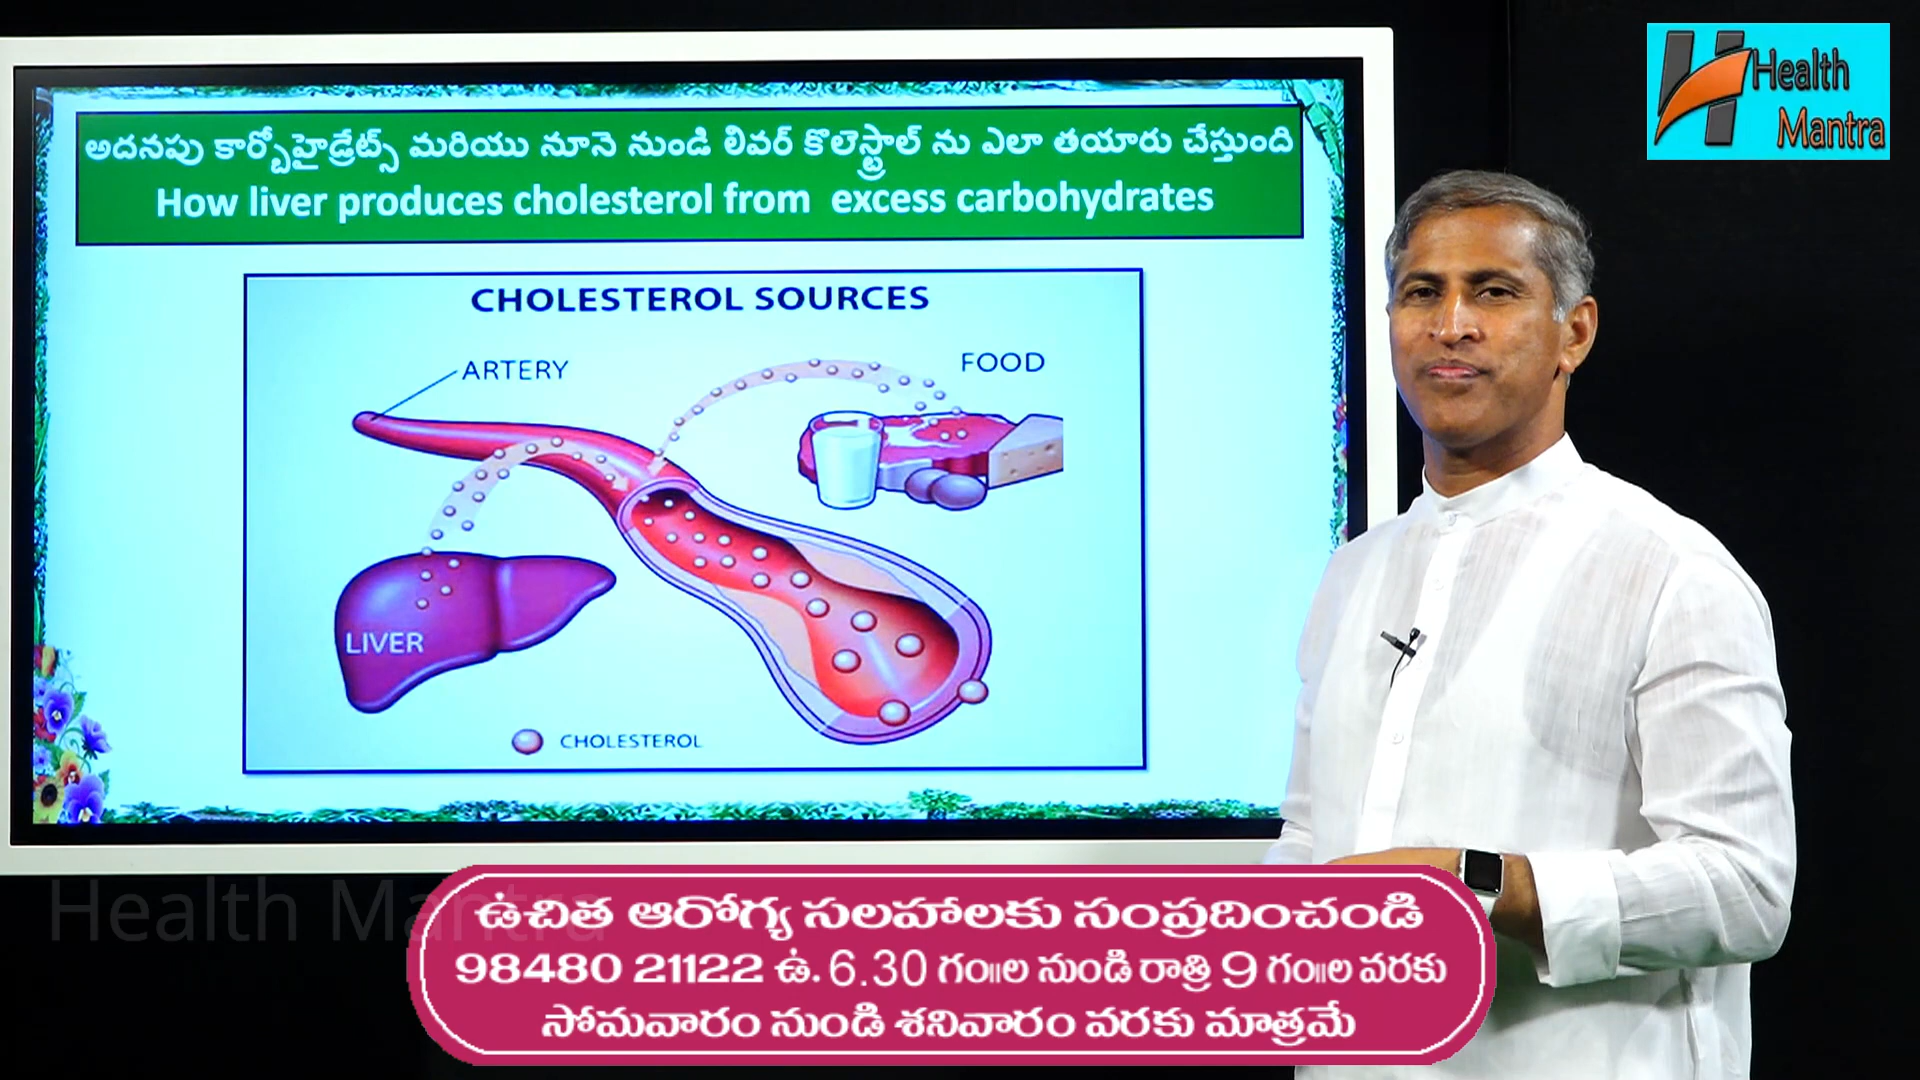 Health
Mantra
అదనపు కార్బోహైడ్రేట్స్ మరియు నూనె నుండి లివర్ కొలెస్ట్రాల్ ను ఎలా తయారు చేస్తుంది
How liver produces cholesterol from excess carbohydrates
CHOLESTEROL SOURCES
ARTERY
FOOD
LIVER
CHOLESTEROL
Health Mantra
ఉచిత ఆరోగ్య సలహాలకు సంప్రదించండి
98480 21122 ఉ. 6.30 గం॥ల నుండి రాత్రి 9 గం॥ల వరకు
సోమవారం నుండి శనివారం వరకు మాత్రమే